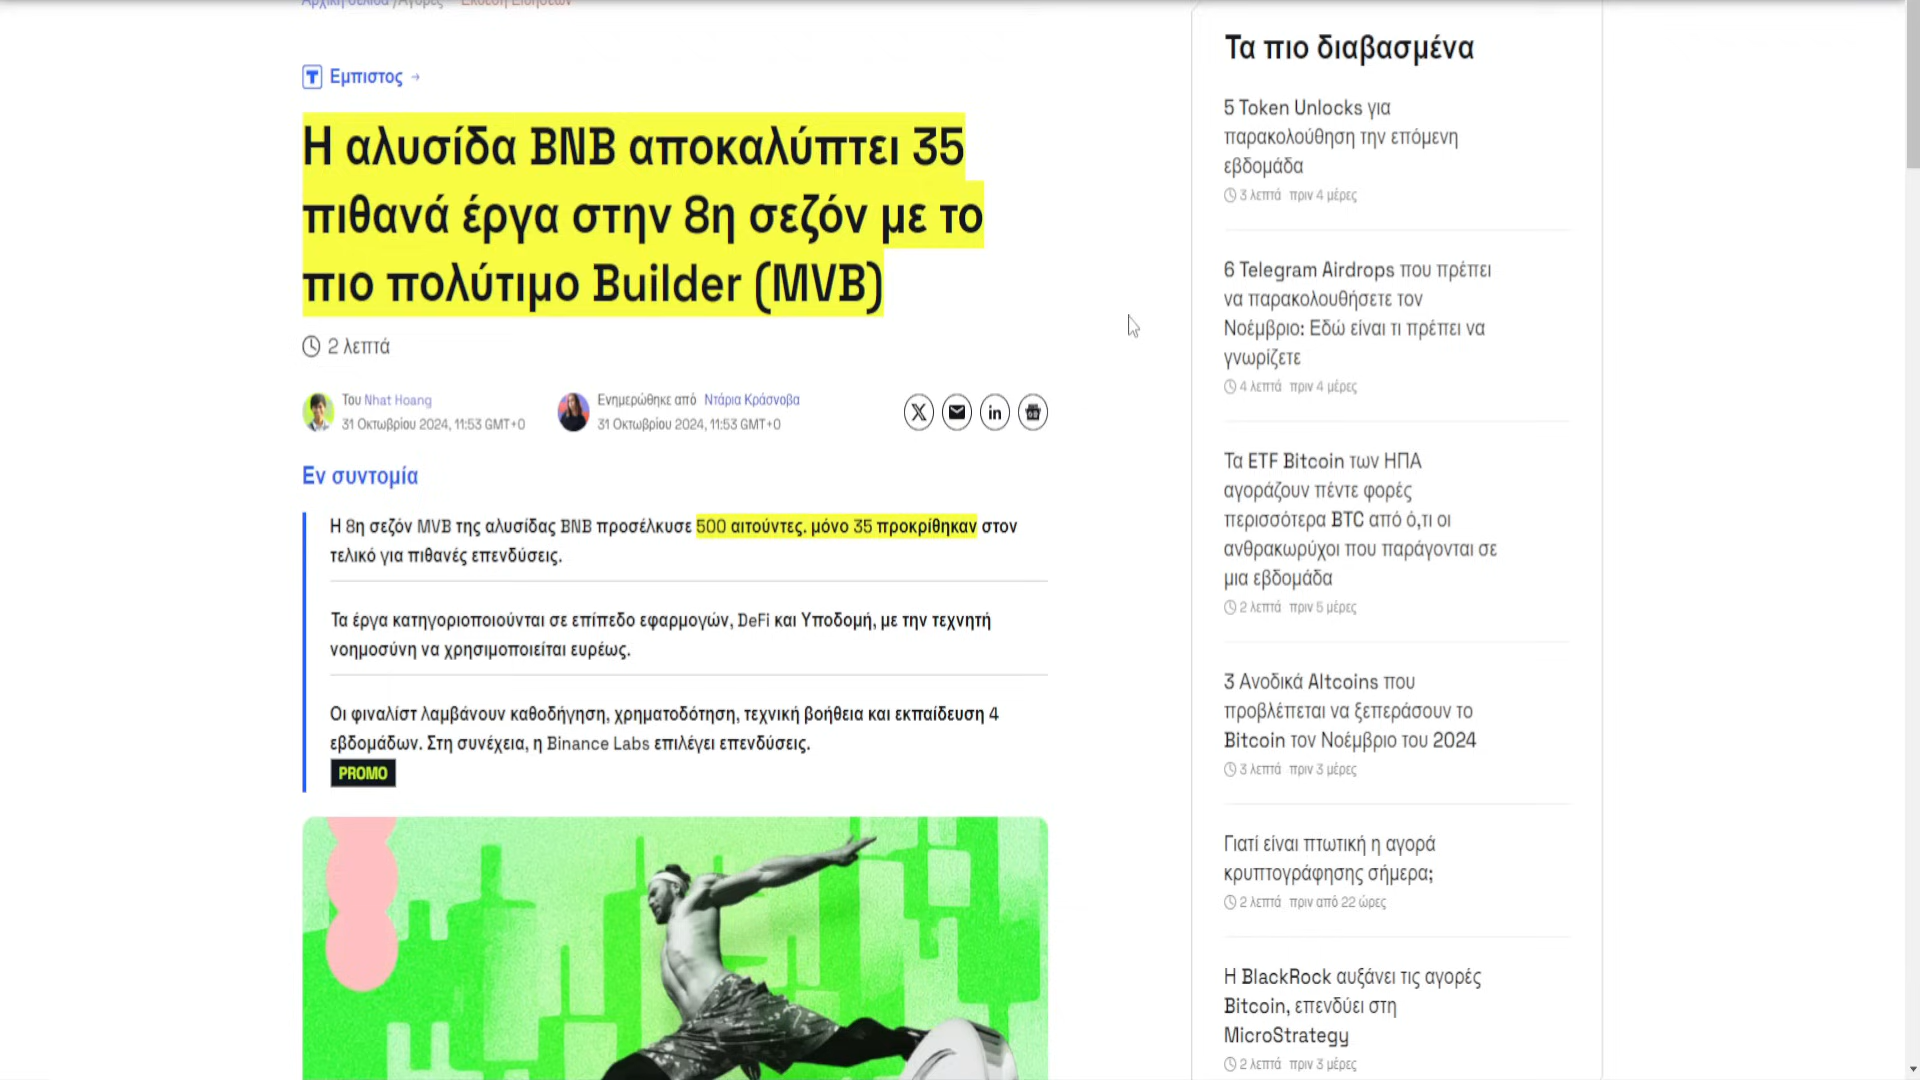 Αρχική σελίδα /Αγορές
Έκθεση Ειδήσεων
Εμπιστος →
Η αλυσίδα BNB αποκαλύπτει 35
πιθανά έργα στην 8η σεζόν με το
πιο πολύτιμο Builder (MVB)
2 λεπτά
Του Nhat Hoang
31 Οκτωβρίου 2024, 11:53 GMT+0
Ενημερώθηκε από Ντάρια Κράσνοβα
31 Οκτωβρίου 2024, 11:53 GMT+0
Εν συντομία
Η 8η σεζόν MVB της αλυσίδας BNB προσέλκυσε 500 αιτούντες. μόνο 35 προκρίθηκαν στον
τελικό για πιθανές επενδύσεις.
Τα έργα κατηγοριοποιούνται σε επίπεδο εφαρμογών, DeFi και Υποδομή, με την τεχνητή
νοημοσύνη να χρησιμοποιείται ευρέως.
Οι φιναλίστ λαμβάνουν καθοδήγηση, χρηματοδότηση, τεχνική βοήθεια και εκπαίδευση 4
εβδομάδων. Στη συνέχεια, η Binance Labs επιλέγει επενδύσεις.
PROMO
Τα πιο διαβασμένα
5 Token Unlocks για
παρακολούθηση την επόμενη
εβδομάδα
3 λεπτά πριν 4 μέρες
6 Telegram Airdrops που πρέπει
να παρακολουθήσετε τον
Νοέμβριο: Εδώ είναι τι πρέπει να
γνωρίζετε
4 λεπτά πριν 4 μέρες
Τα ETF Bitcoin των ΗΠΑ
αγοράζουν πέντε φορές
περισσότερα BTC από ό,τι οι
ανθρακωρύχοι που παράγονται σε
μια εβδομάδα
2 λεπτά πριν 5 μέρες
3 Ανοδικά Altcoins που
προβλέπεται να ξεπεράσουν το
Bitcoin τον Νοέμβριο του 2024
3 λεπτά πριν 3 μέρες
Γιατί είναι πτωτική η αγορά
κρυπτογράφησης σήμερα;
2 λεπτά πριν από 22 ώρες
Η BlackRock αυξάνει τις αγορές
Bitcoin, επενδύει στη
MicroStrategy
2 λεπτά πριν 3 μέρες